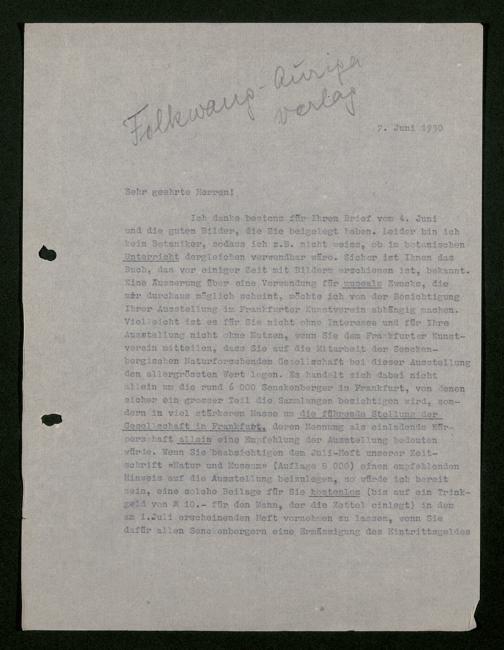 Folkwang-Auriga
Verlag
7. Juni 1930
Sehr geehrte Herren!
Ich danke bestens für Ihren Brief vom 4. Juni
und die guten Bilder, die Sie beigelegt haben. Leider bin ich
kein Botaniker, sodass ich z.B. nicht weiss, ob im botanischen
Unterricht dergleichen verwendbar wäre. Sicher ist Ihnen das
Buch, das vor einiger Zeit mit Bildern erschienen ist, bekannt.
Eine Äusserung über eine Verwendung für museale Zwecke, die
mir durchaus möglich scheint, möchte ich von der Besichtigung
Ihrer Ausstellung im Frankfurter Kunstverein abhängig machen.
Vielleicht ist es für Sie nicht ohne Interesse und für Ihre
Ausstellung nicht ohne Nutzen, wenn Sie dem Frankfurter Kunst-
verein mitteilen, dass Sie auf die Mitarbeit der Sencken-
bergischen Naturforschenden Gesellschaft bei dieser Ausstellung
den allergrössten Wert legen. Es handelt sich dabei nicht
allein um die rund 6 000 Senckenberger in Frankfurt, von denen
sicher ein grosser Teil die Sammlungen besichtigen wird, son-
dern in viel stärkerem Masse um die führende Stellung der
Gesellschaft in Frankfurt, deren Nennung als einladende Kör-
perschaft allein eine Empfehlung der Ausstellung bedeuten
würde. Wenn Sie beabsichtigen dem Juli-Heft unserer Zeit-
schrift "Natur und Museum" (Auflage 8 000) einen empfehlenden
Hinweis auf die Ausstellung beizulegen, so würde ich bereit
sein, eine solche Beilage für Sie kostenlos (bis auf ein Trink-
geld von M 10.- für den Mann, der die Zettel einlegt) in dem
am 1.Juli erscheinenden Heft vornehmen zu lassen, wenn Sie
dafür allen Senckenbergern eine Ermässigung des Eintrittsgeldes